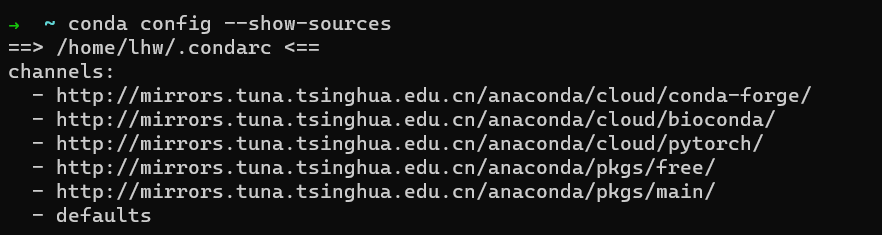 → ~ conda config --show-sources
==> /home/lhw/.condarc <==
channels:
  - http://mirrors.tuna.tsinghua.edu.cn/anaconda/cloud/conda-forge/
  - http://mirrors.tuna.tsinghua.edu.cn/anaconda/cloud/bioconda/
  - http://mirrors.tuna.tsinghua.edu.cn/anaconda/cloud/pytorch/
  - http://mirrors.tuna.tsinghua.edu.cn/anaconda/pkgs/free/
  - http://mirrors.tuna.tsinghua.edu.cn/anaconda/pkgs/main/
  - defaults